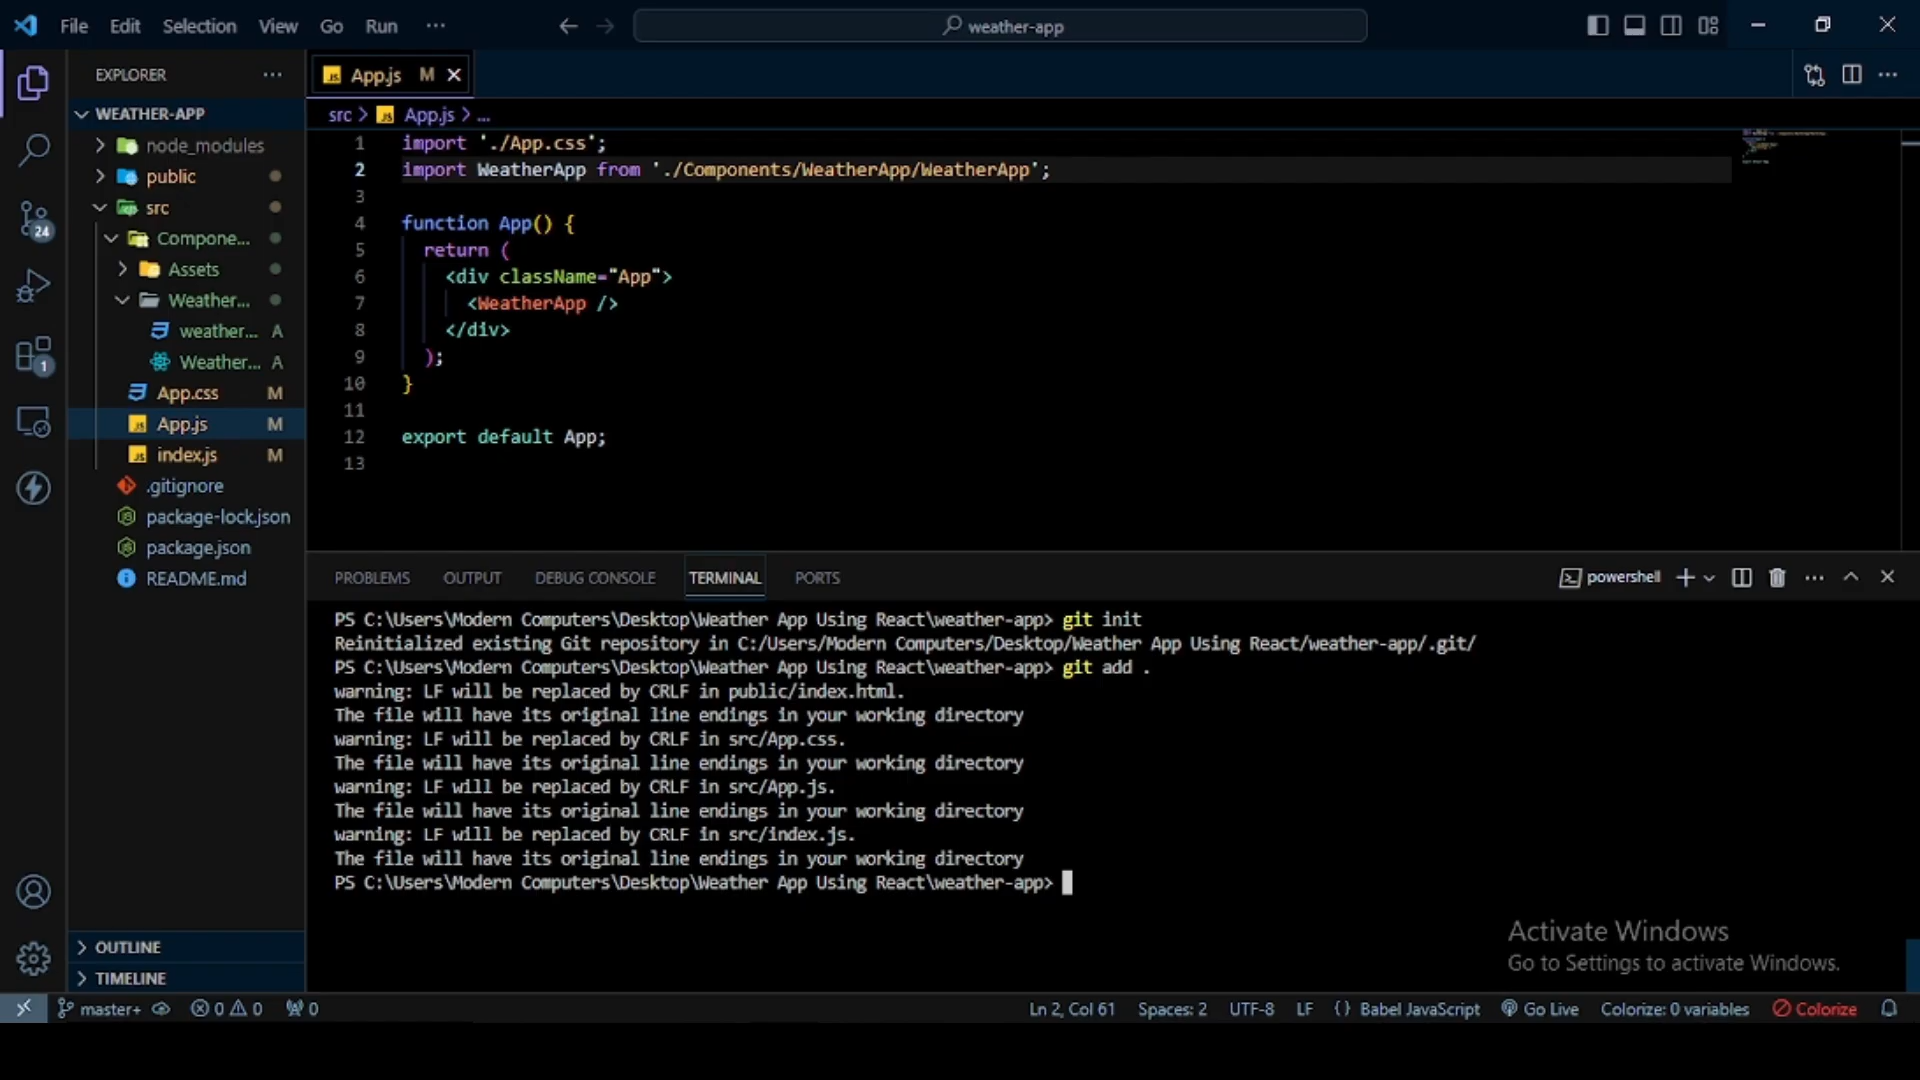 File Edit Selection View Go Run ···
weather-app
EXPLORER
WEATHER-APP
node_modules
public
src
Compone...
Assets
Weather...
weather... A
Weather... A
App.css M
App.js M
index.js M
.gitignore
package-lock.json
package.json
README.md
OUTLINE
TIMELINE
24
1
App.js M
src > App.js > ...
1 import './App.css';
2 import WeatherApp from './Components/WeatherApp/WeatherApp';
3
4 function App() {
5 return (
6 <div className="App">
7 <WeatherApp />
8 </div>
9 );
10 }
11
12 export default App;
13
PROBLEMS OUTPUT DEBUG CONSOLE TERMINAL PORTS
powershell
PS C:\Users\Modern Computers\Desktop\Weather App Using React\weather-app> git init
Reinitialized existing Git repository in C:/Users/Modern Computers/Desktop/Weather App Using React/weather-app/.git/
PS C:\Users\Modern Computers\Desktop\Weather App Using React\weather-app> git add .
warning: LF will be replaced by CRLF in public/index.html.
The file will have its original line endings in your working directory
warning: LF will be replaced by CRLF in src/App.css.
The file will have its original line endings in your working directory
warning: LF will be replaced by CRLF in src/App.js.
The file will have its original line endings in your working directory
warning: LF will be replaced by CRLF in src/index.js.
The file will have its original line endings in your working directory
PS C:\Users\Modern Computers\Desktop\Weather App Using React\weather-app>
Activate Windows
Go to Settings to activate Windows.
master+ 0 0 0 Ln 2, Col 61 Spaces: 2 UTF-8 LF {} Babel JavaScript Go Live Colorize: 0 variables Colorize